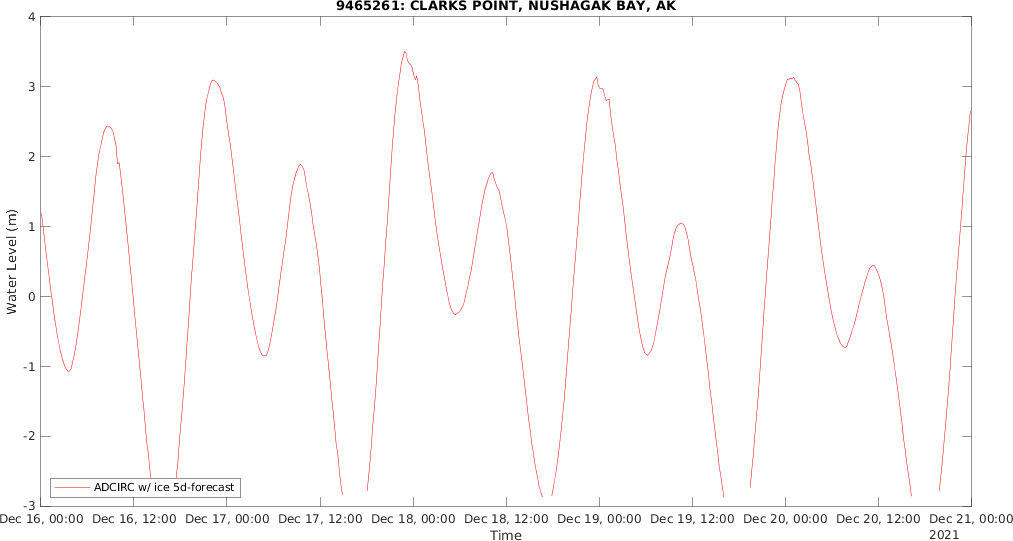 9465261: CLARKS POINT, NUSHAGAK BAY, AK
4
3
2
1
0
-1
-2
-3
Water Level (m)
ADCIRC w/ ice 5d-forecast
Dec 16, 00:00 Dec 16, 12:00 Dec 17, 00:00 Dec 17, 12:00 Dec 18, 00:00 Dec 18, 12:00 Dec 19, 00:00 Dec 19, 12:00 Dec 20, 00:00 Dec 20, 12:00 Dec 21, 00:00
Time
2021